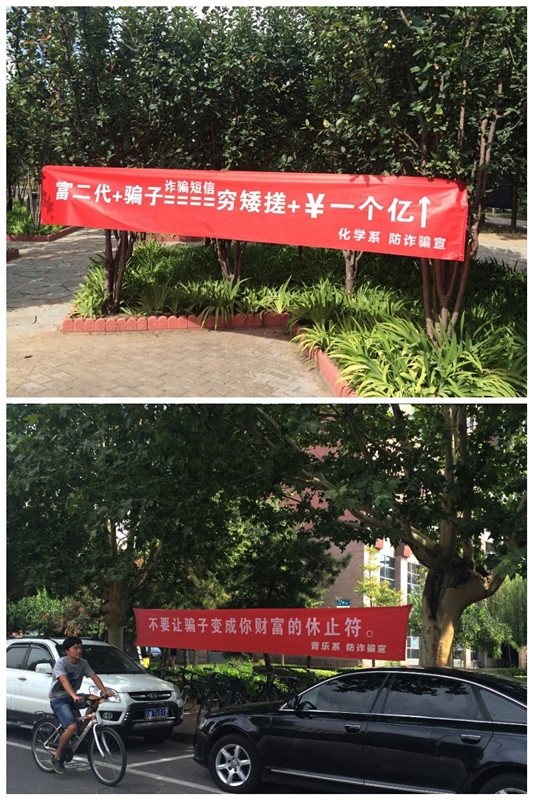 诈骗短信
富二代+骗子====穷矮搓+¥一个亿↑
化学系 防诈骗宣
不要让骗子变成你财富的休止符。
音乐系 防诈骗宣